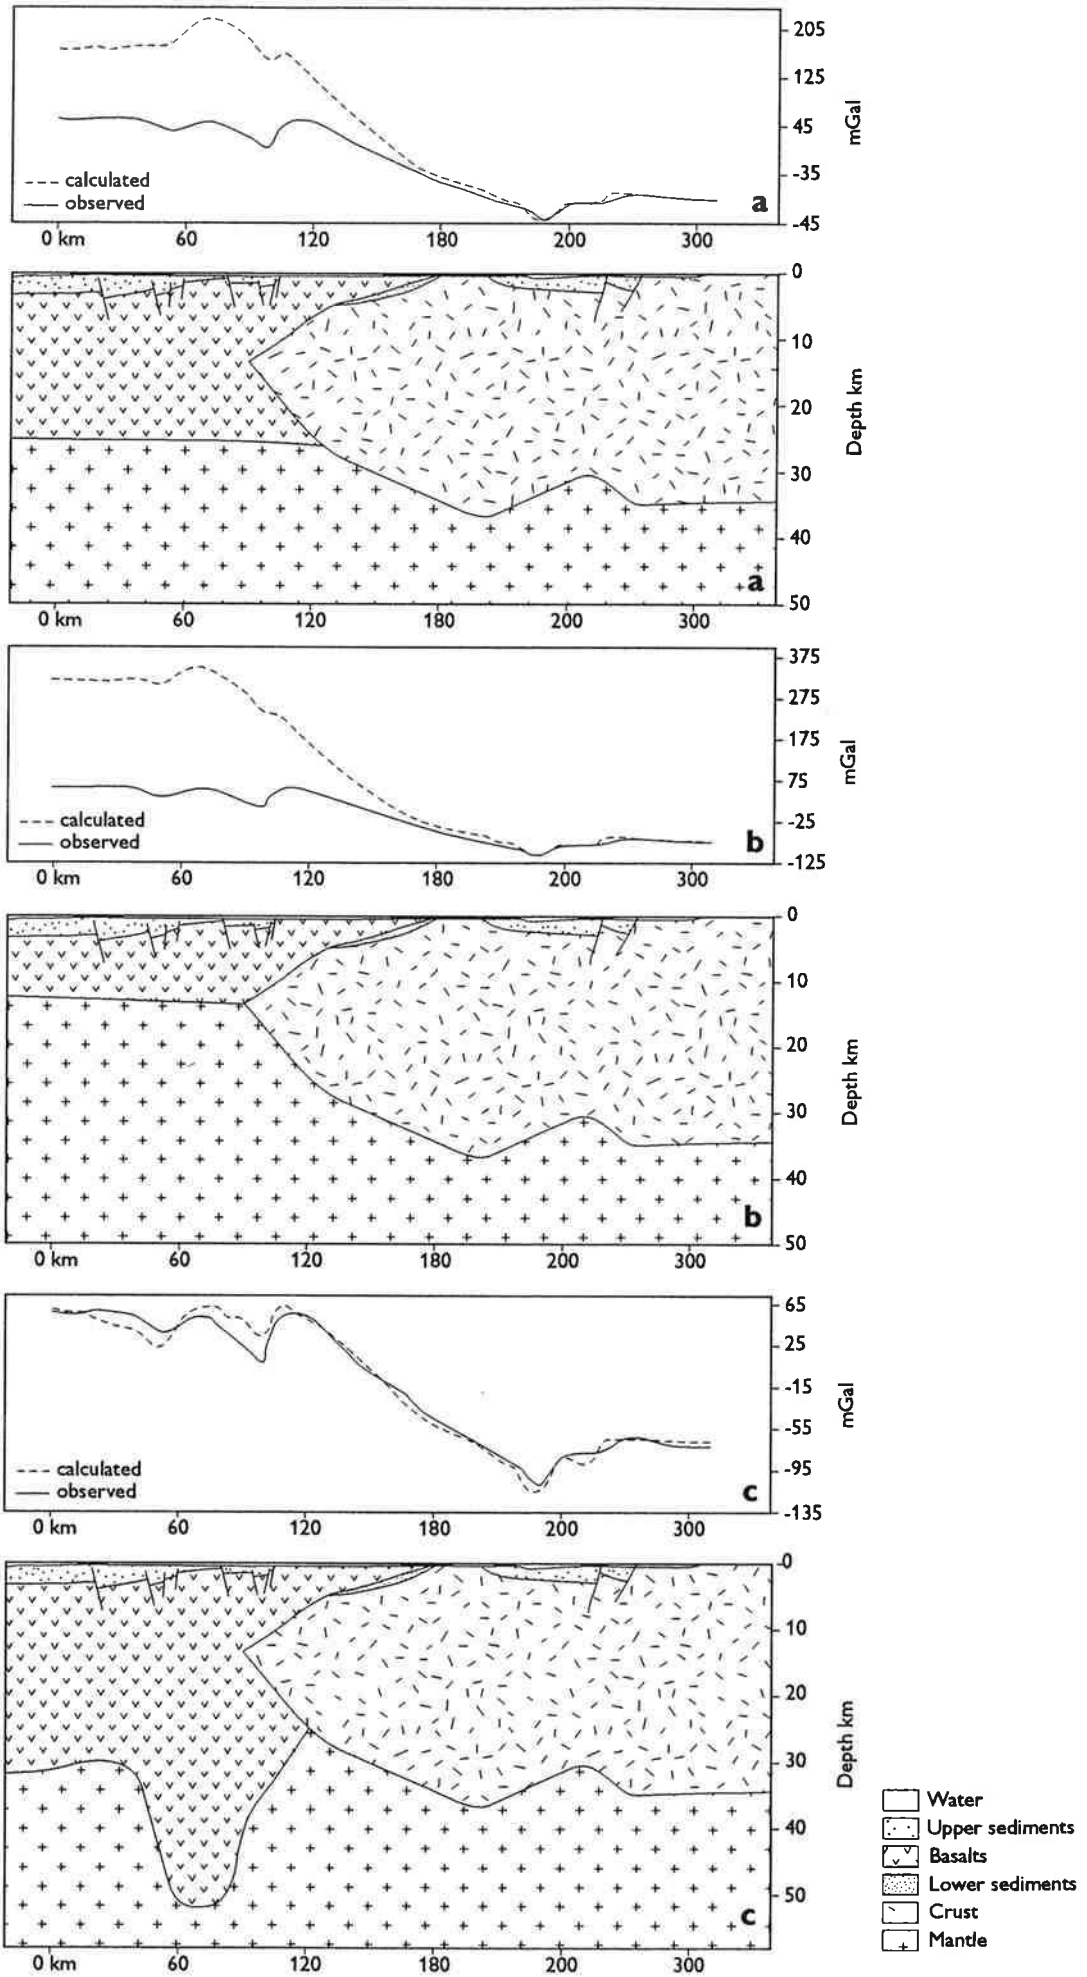 205
125
45
mGal
-35
-45
calculated
observed
a
0 km 60 120 180 200 300
0
10
20
Depth km
30
40
a
50
0 km 60 120 180 200 300
375
275
175
mGal
75
-25
-125
calculated
observed
b
0 km 60 120 180 200 300
0
10
20
Depth km
30
40
b
50
0 km 60 120 180 200 300
65
25
-15
mGal
-55
-95
-135
calculated
observed
c
0 km 60 120 180 200 300
0
10
20
Depth km
30
40
50
c
0 km 60 120 180 200 300
Water
Upper sediments
Basalts
Lower sediments
Crust
Mantle